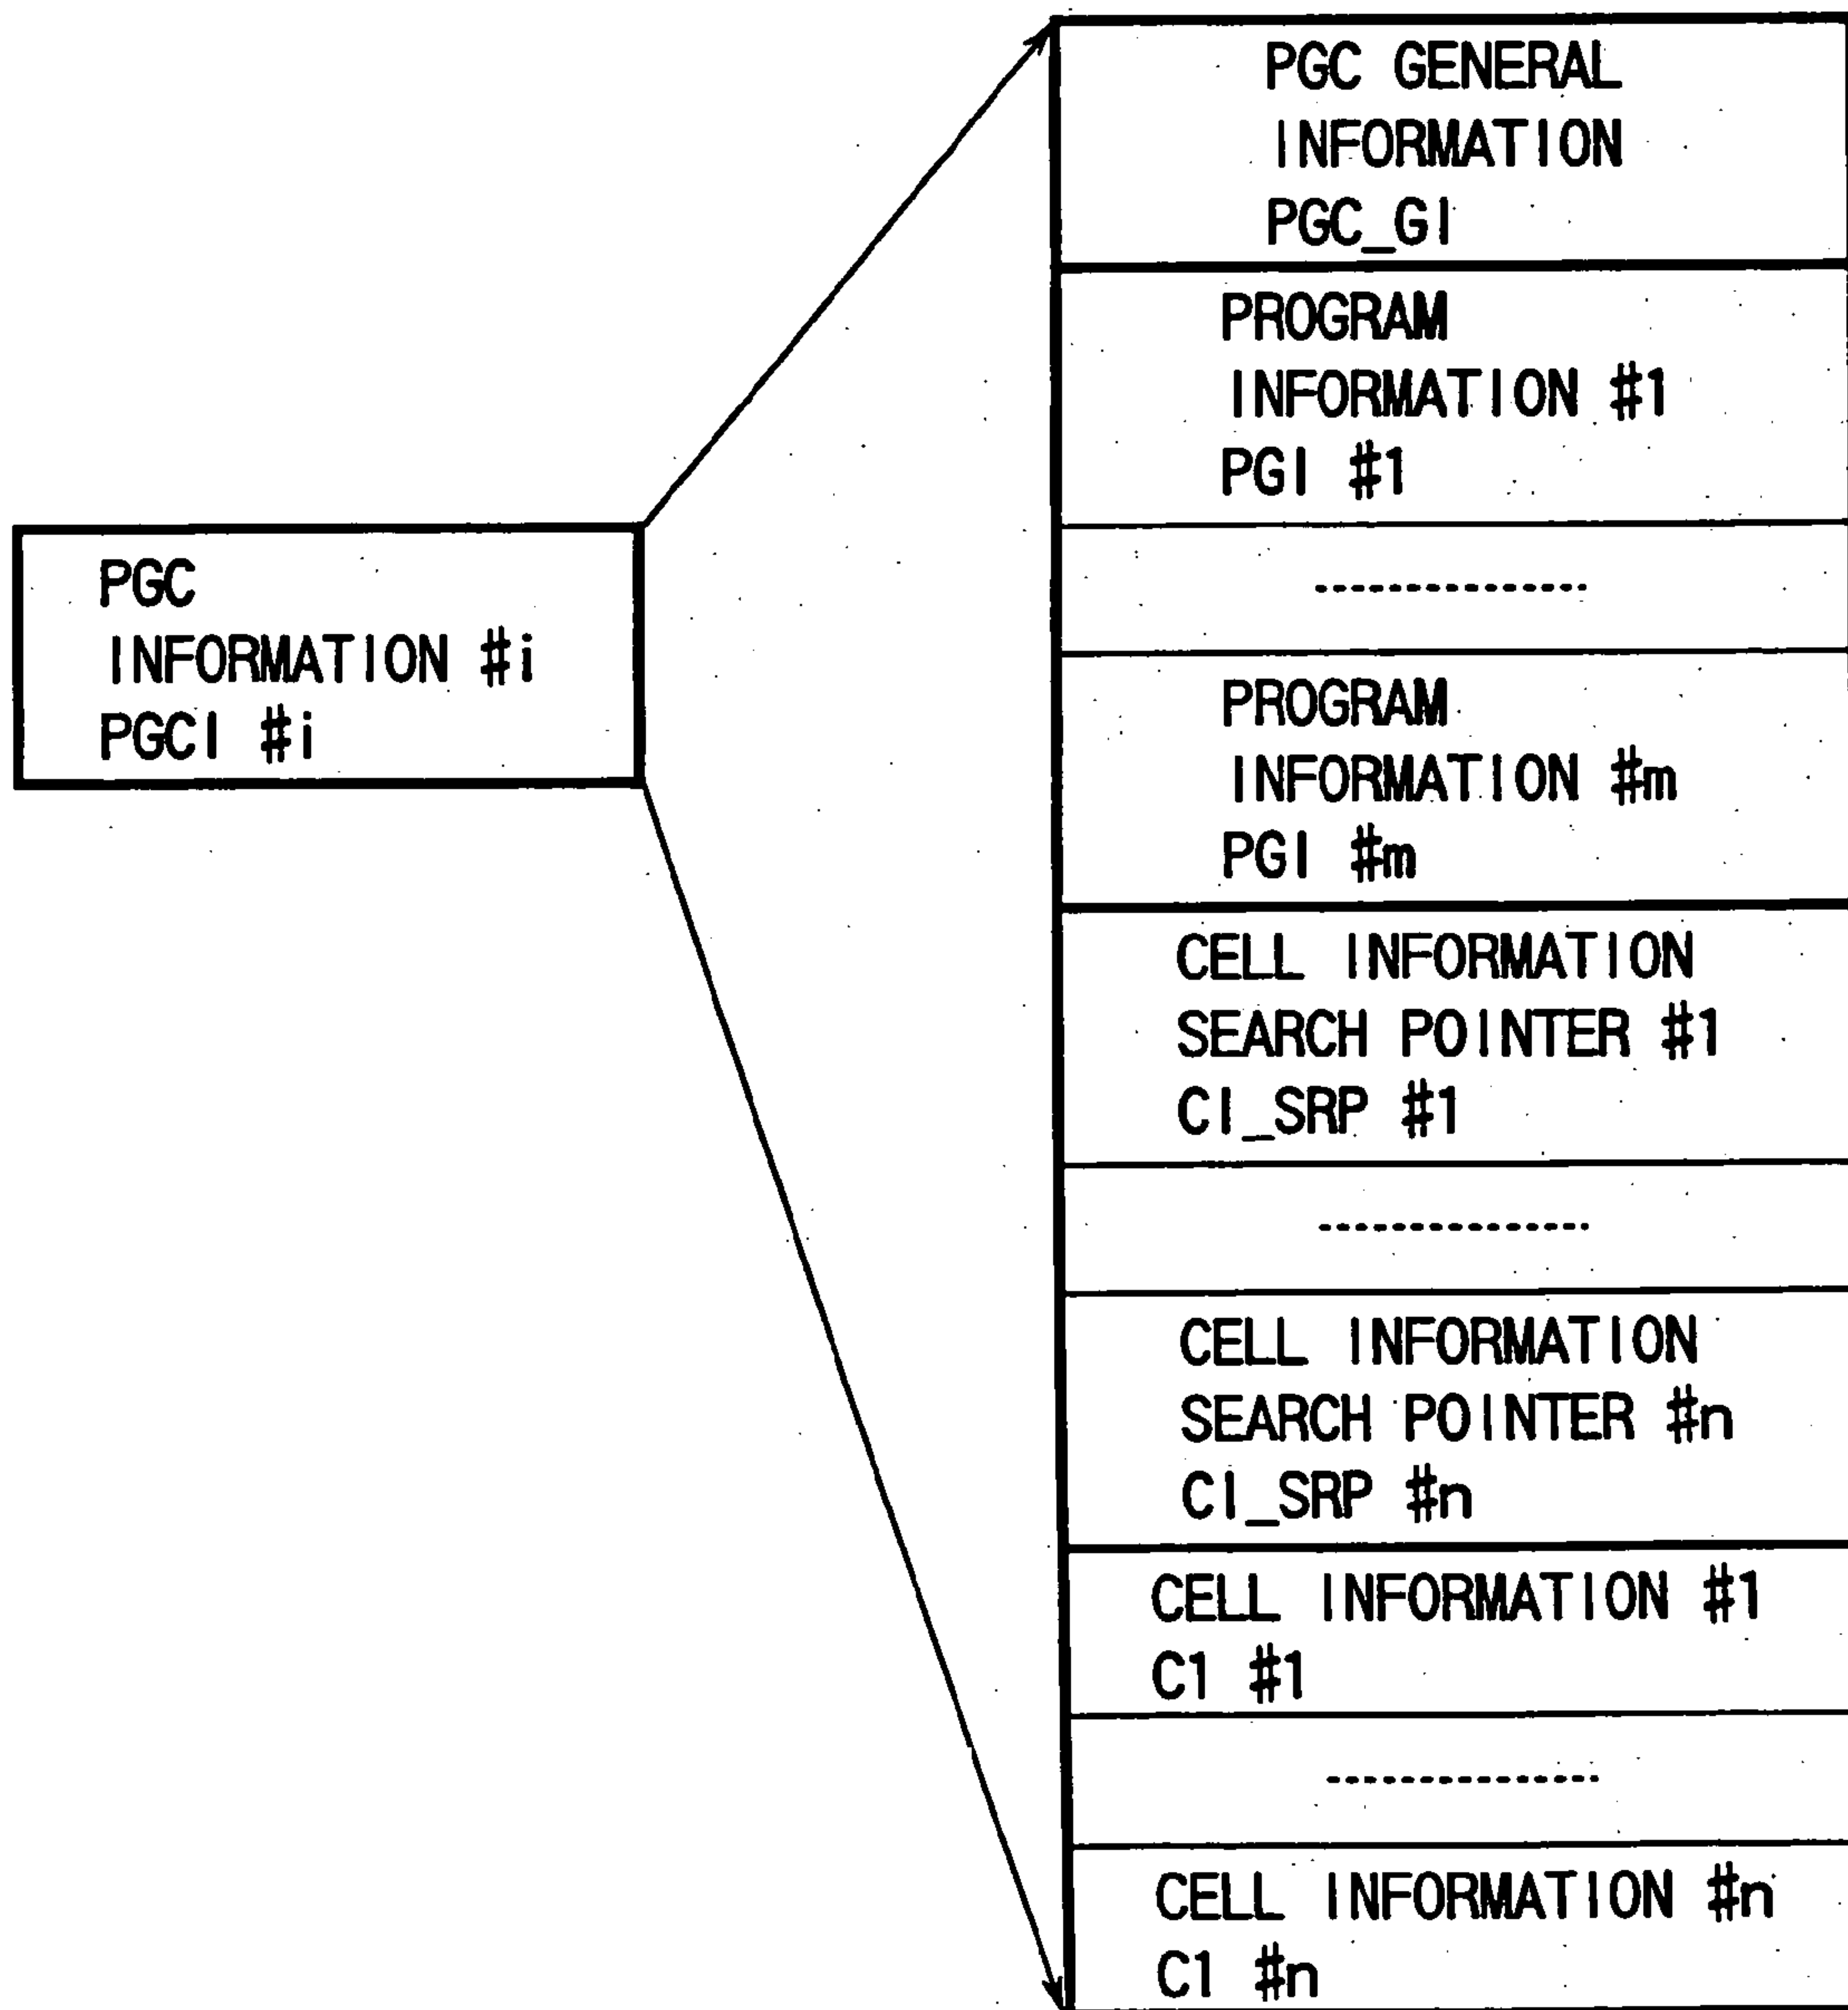 PGC
INFORMATION #i
PGCI #i
PGC GENERAL
INFORMATION
PGC_GI
PROGRAM
INFORMATION #1
PGI #1
PROGRAM
INFORMATION #m
PGI #m
CELL INFORMATION
SEARCH POINTER #1
CI_SRP #1
CELL INFORMATION
SEARCH POINTER #n
CI_SRP #n
CELL INFORMATION #1
C1 #1
CELL INFORMATION #n
C1 #n